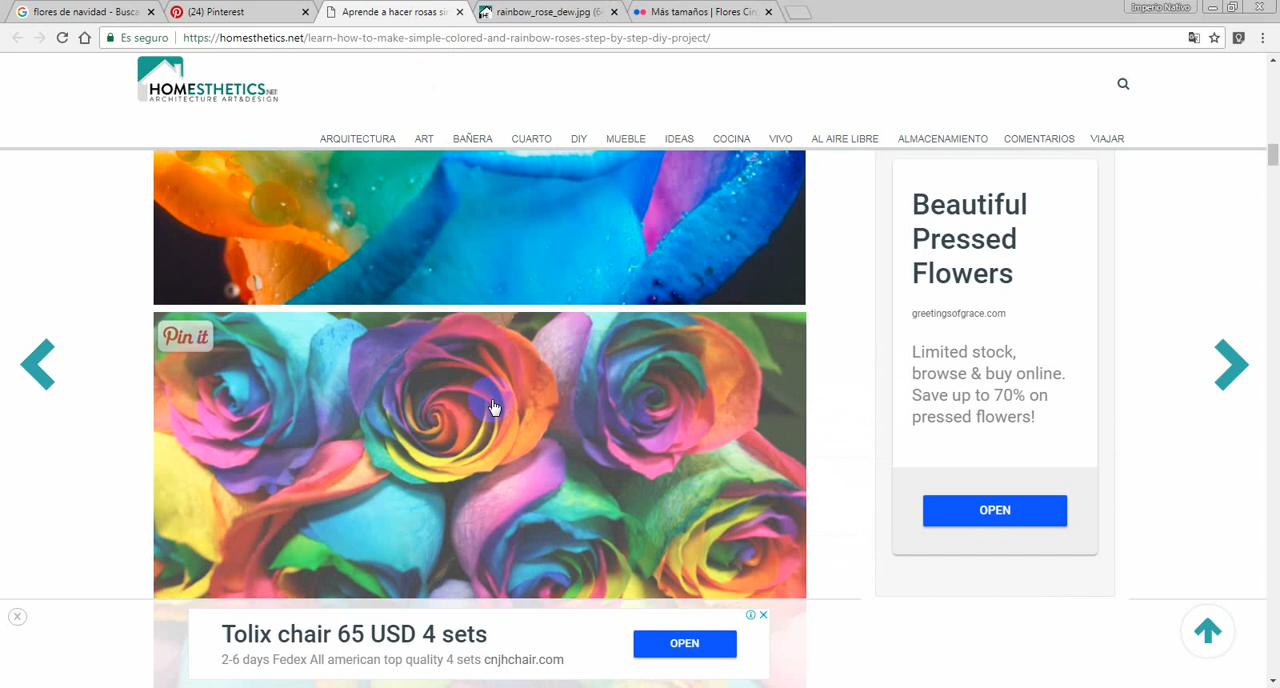 flores de navidad - Busca
(24) Pinterest
Aprende a hacer rosas sin
rainbow_rose_dew.jpg (6
Más tamaños | Flores Cin
Imperio Nativo
Es seguro
https://homesthetics.net/learn-how-to-make-simple-colored-and-rainbow-roses-step-by-step-diy-project/
HOMESTHETICS.NET
ARCHITECTURE ART&DESIGN
ARQUITECTURA ART BAÑERA CUARTO DIY MUEBLE IDEAS COCINA VIVO AL AIRE LIBRE ALMACENAMIENTO COMENTARIOS VIAJAR
Pin it
Beautiful
Pressed
Flowers
greetingsofgrace.com
Limited stock,
browse & buy online.
Save up to 70% on
pressed flowers!
OPEN
Tolix chair 65 USD 4 sets
2-6 days Fedex All american top quality 4 sets cnjhchair.com
OPEN